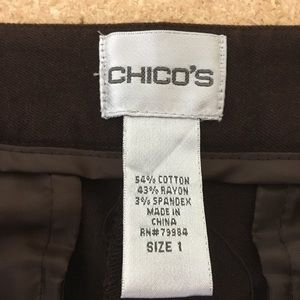 CHICO'S
54% COTTON
43% RAYON
3% SPANDEX
MADE IN
CHINA
RN#79984
SIZE 1